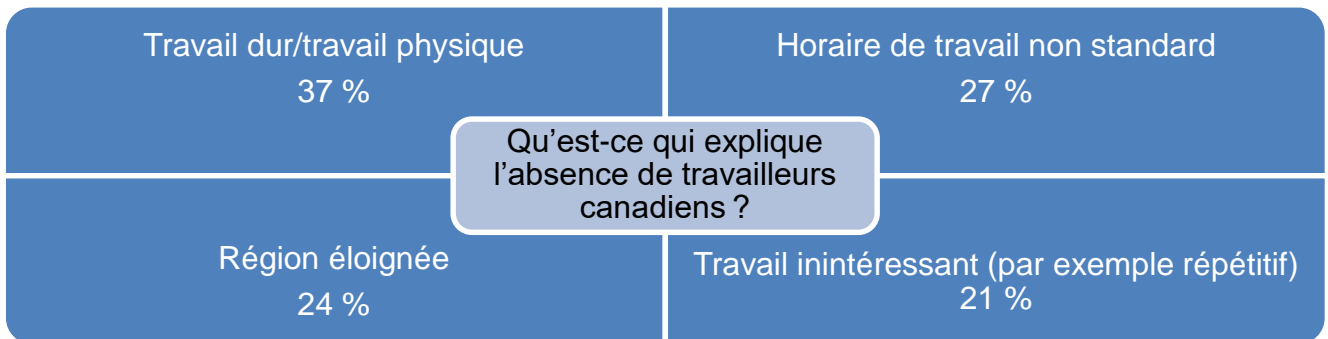 Travail dur/travail physique
37 %
Horaire de travail non standard
27 %
Qu’est-ce qui explique
l’absence de travailleurs
canadiens ?
Région éloignée
24 %
Travail inintéressant (par exemple répétitif)
21 %